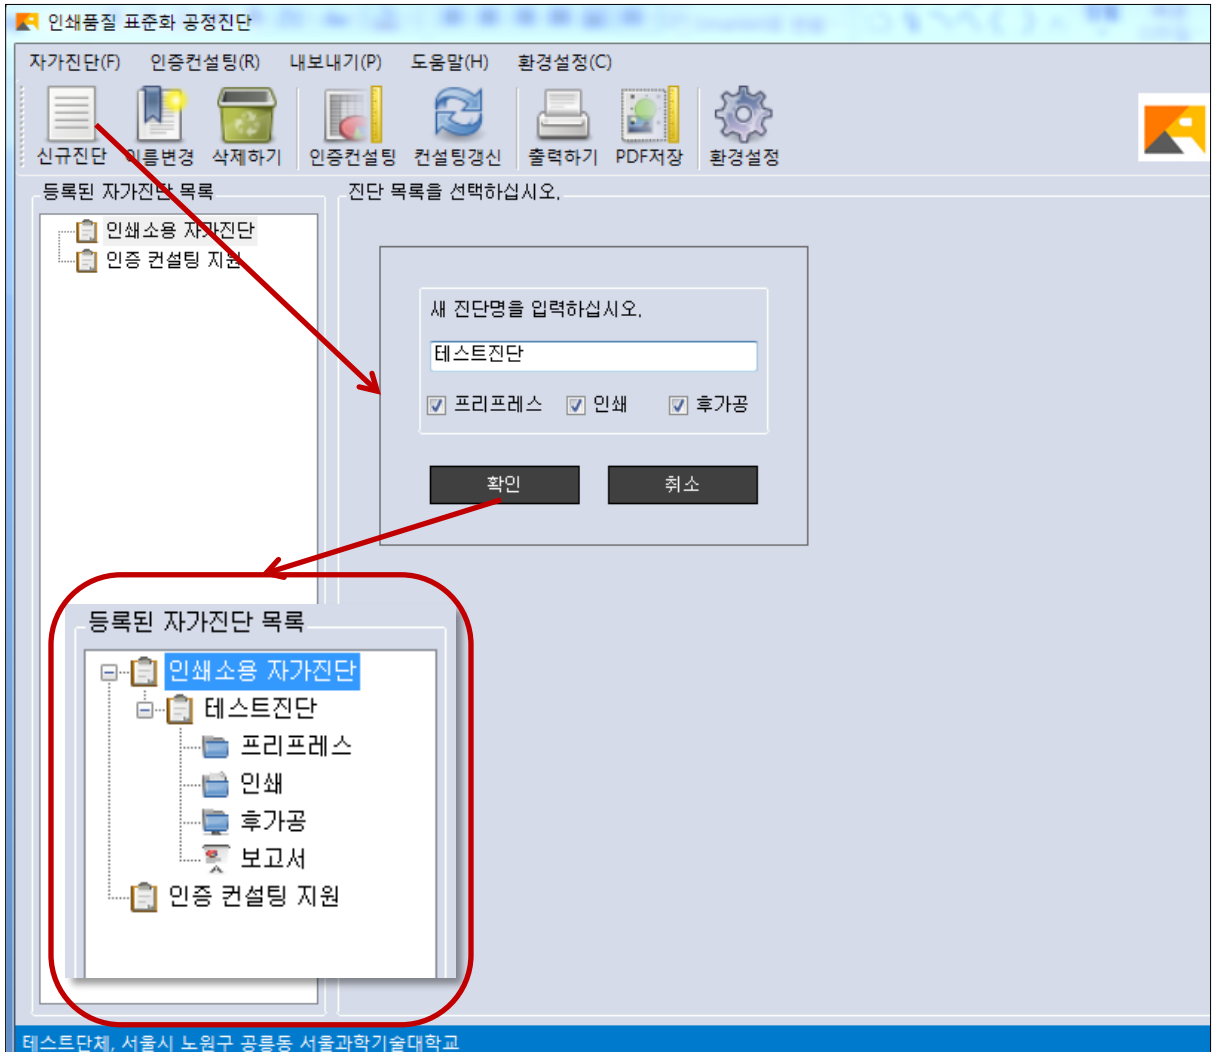 인쇄품질 표준화 공정진단
자가진단(F) 인증컨설팅(R) 내보내기(P) 도움말(H) 환경설정(C)
신규진단 이름변경 삭제하기 인증컨설팅 컨설팅갱신 출력하기 PDF저장 환경설정
등록된 자가진단 목록
진단 목록을 선택하십시오.
인쇄소용 자가진단
인증 컨설팅 지원
새 진단명을 입력하십시오.
테스트진단
프리프레스 인쇄 후가공
확인 취소
등록된 자가진단 목록
인쇄소용 자가진단
테스트진단
프리프레스
인쇄
후가공
보고서
인증 컨설팅 지원
테스트단체, 서울시 노원구 공릉동 서울과학기술대학교